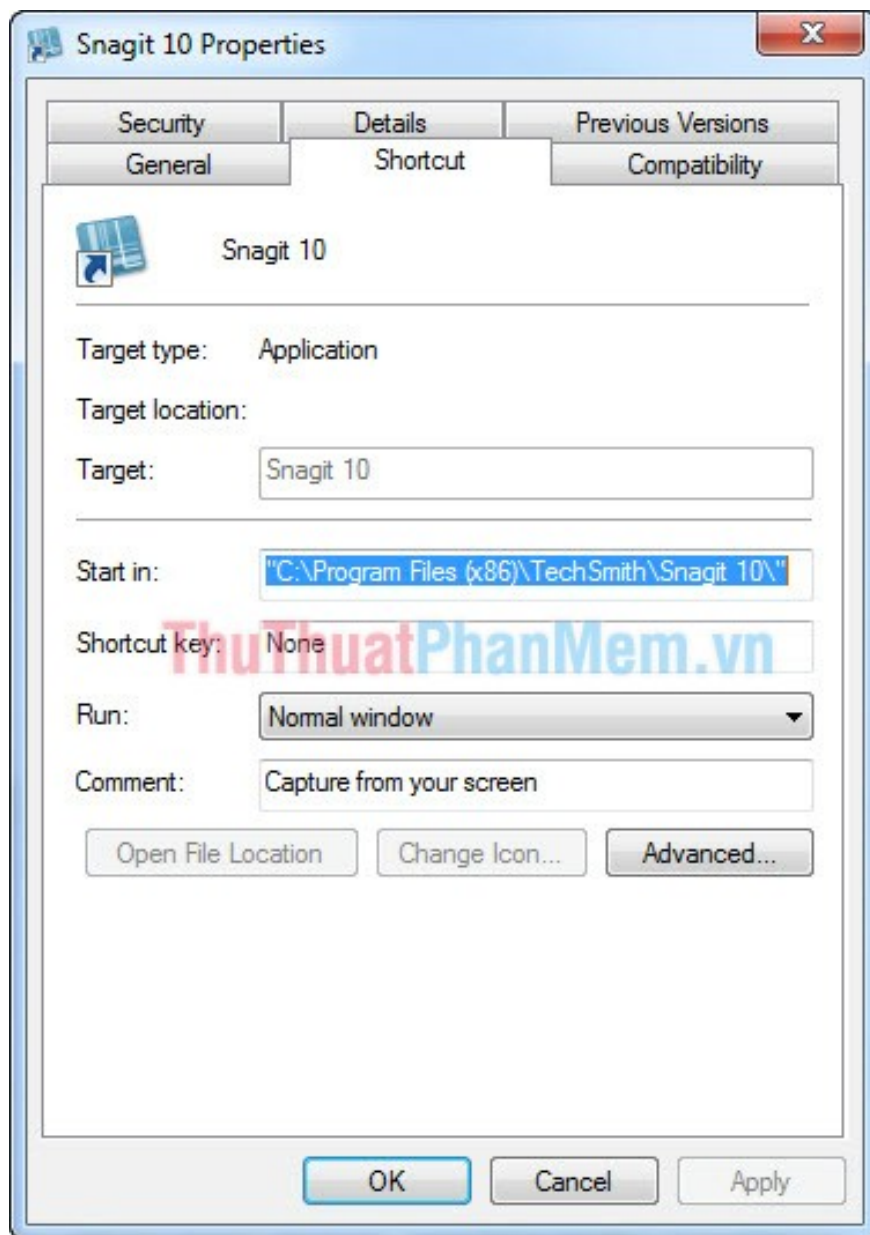 Snagit 10 Properties
Security Details Previous Versions
General Shortcut Compatibility
Snagit 10
Target type: Application
Target location:
Target: Snagit 10
Start in: "C:\Program Files (x86)\TechSmith\Snagit 10\"
Shortcut key: None
ThuThuatPhanMem.vn
Run: Normal window
Comment: Capture from your screen
Open File Location Change Icon... Advanced...
OK Cancel Apply